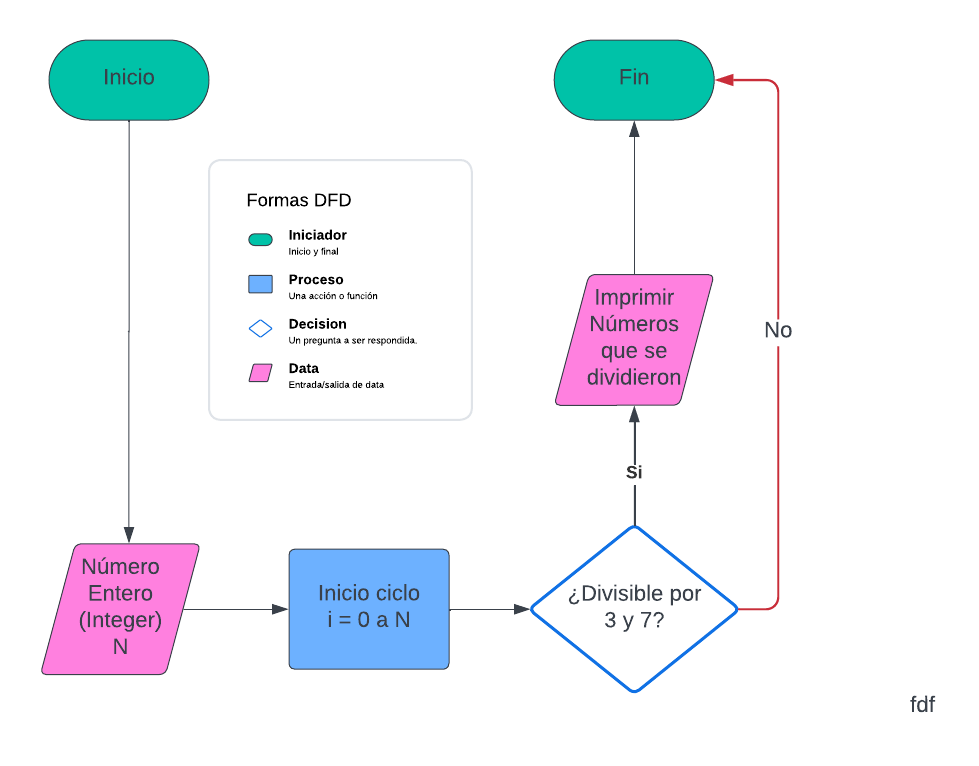 Inicio
Fin
Formas DFD
Iniciador
Inicio y final
Proceso
Una acción o función
Decision
Un pregunta a ser respondida.
Data
Entrada/salida de data
Imprimir
Números
que se
dividieron
No
Si
Número
Entero
(Integer)
N
Inicio ciclo
i = 0 a N
¿Divisible por
3 y 7?
fdf